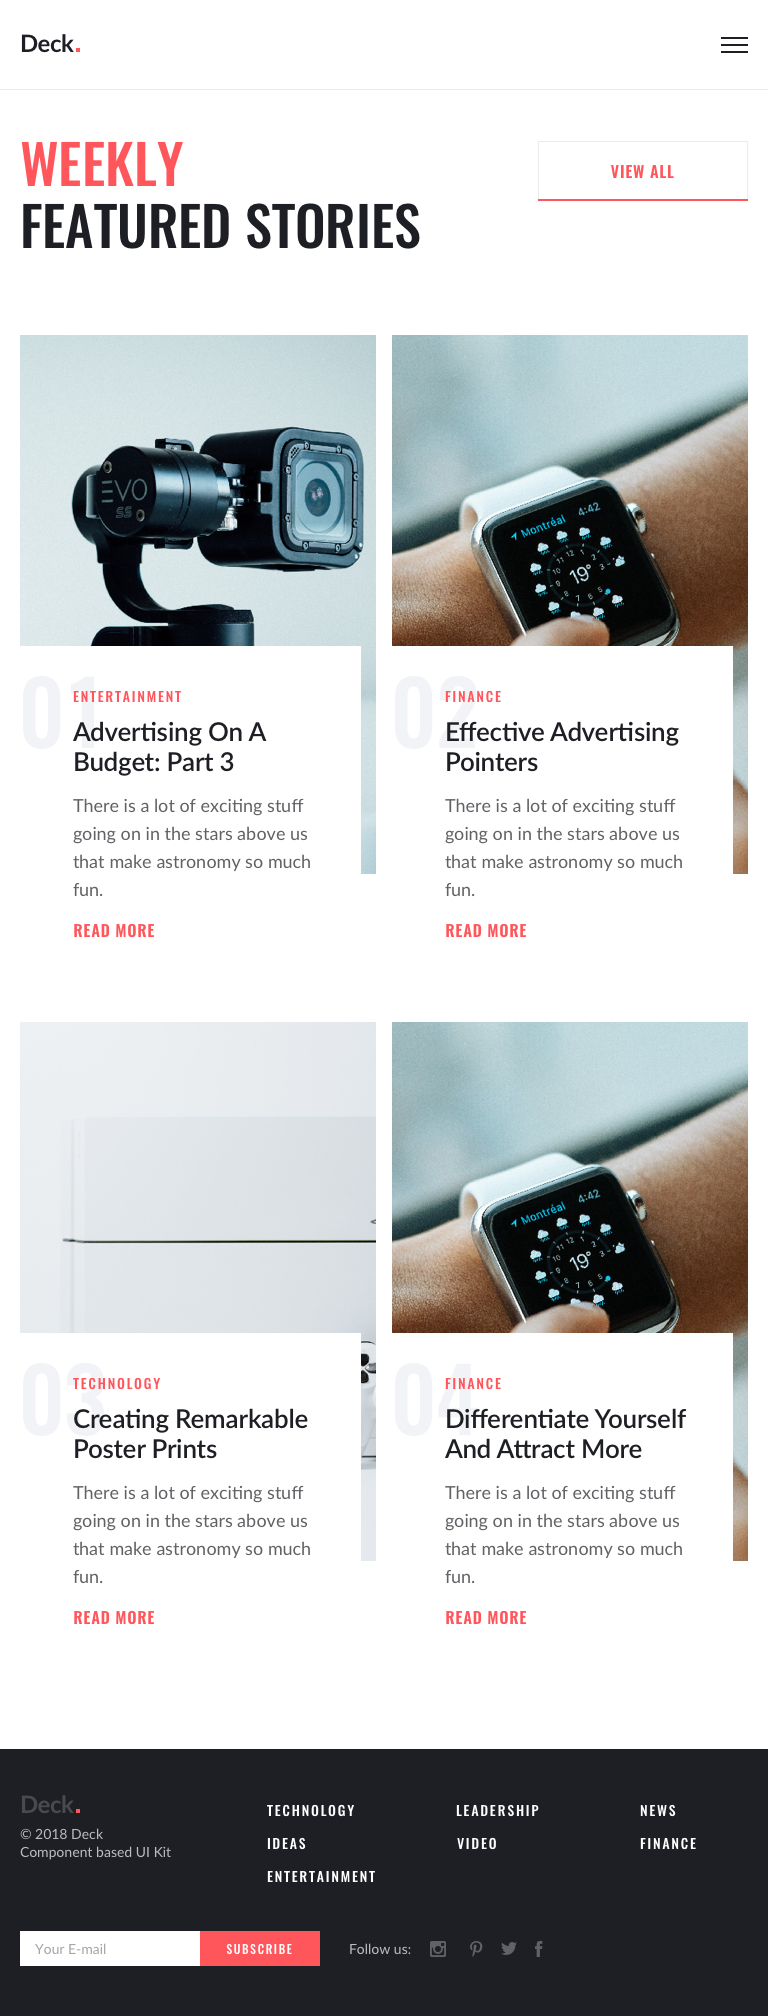 Deck.
WEEKLY
FEATURED STORIES
VIEW ALL
EVO
SS
Montréal 4:42
19°
01
ENTERTAINMENT
Advertising On A
Budget: Part 3
There is a lot of exciting stuff
going on in the stars above us
that make astronomy so much
fun.
READ MORE
02
FINANCE
Effective Advertising
Pointers
There is a lot of exciting stuff
going on in the stars above us
that make astronomy so much
fun.
READ MORE
Montréal 4:42
19°
03
TECHNOLOGY
Creating Remarkable
Poster Prints
There is a lot of exciting stuff
going on in the stars above us
that make astronomy so much
fun.
READ MORE
04
FINANCE
Differentiate Yourself
And Attract More
There is a lot of exciting stuff
going on in the stars above us
that make astronomy so much
fun.
READ MORE
Deck.
© 2018 Deck
Component based UI Kit
TECHNOLOGY
IDEAS
ENTERTAINMENT
LEADERSHIP
VIDEO
NEWS
FINANCE
Your E-mail
SUBSCRIBE
Follow us: